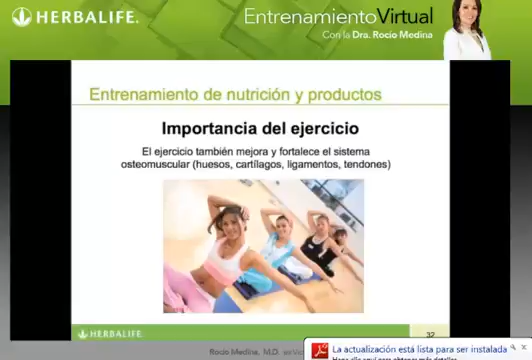 HERBALIFE.
EntrenamientoVirtual
Con la Dra. Rocío Medina
Entrenamiento de nutrición y productos
Importancia del ejercicio
El ejercicio también mejora y fortalece el sistema
osteomuscular (huesos, cartílagos, ligamentos, tendones)
HERBALIFE.
32
Rocio Medina, M.D.
La actualización está lista para ser instalada